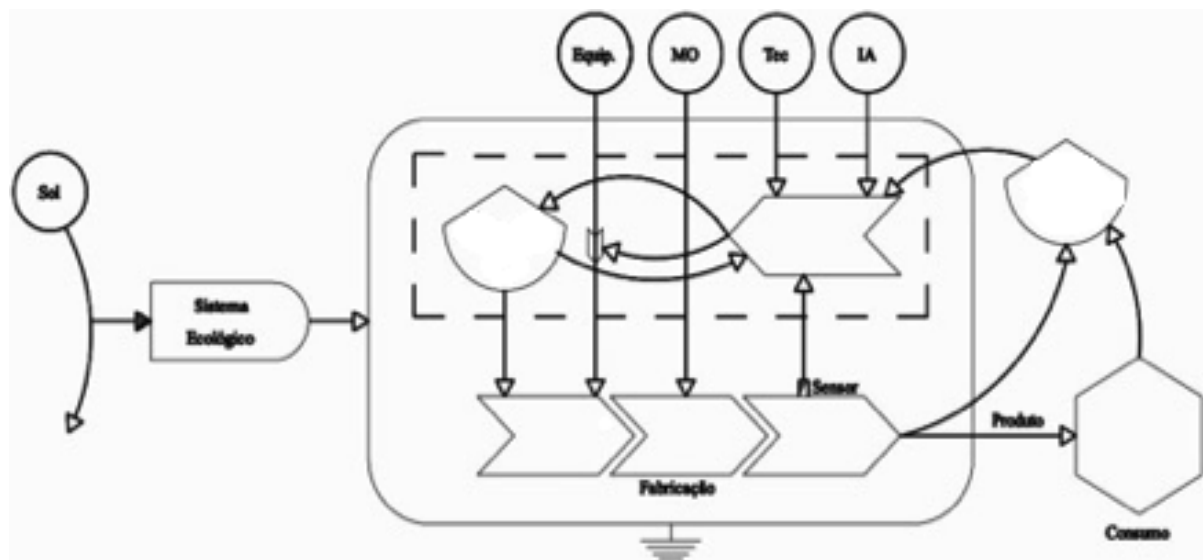 Equip.
MO
Tec
IA
Sol
Sistema
Ecológico
Sensor
Produto
Fabricação
Consumo